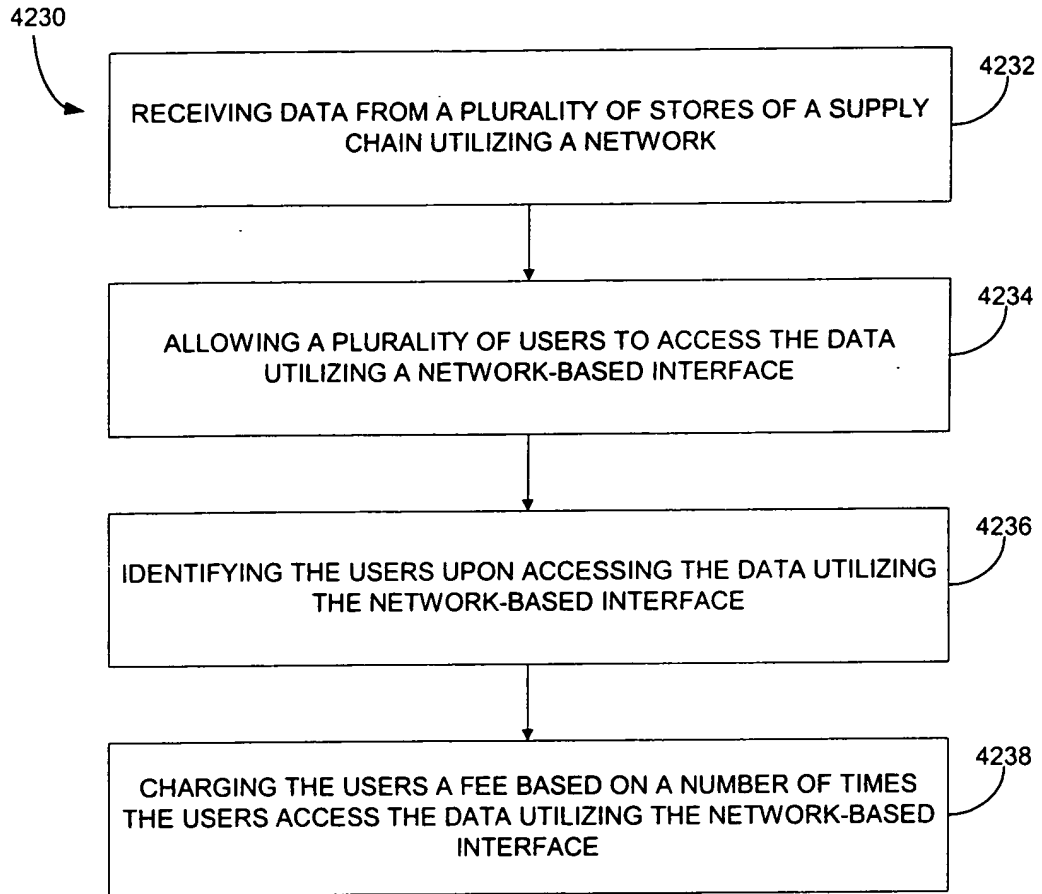 4230
4232
RECEIVING DATA FROM A PLURALITY OF STORES OF A SUPPLY
CHAIN UTILIZING A NETWORK
4234
ALLOWING A PLURALITY OF USERS TO ACCESS THE DATA
UTILIZING A NETWORK-BASED INTERFACE
4236
IDENTIFYING THE USERS UPON ACCESSING THE DATA UTILIZING
THE NETWORK-BASED INTERFACE
4238
CHARGING THE USERS A FEE BASED ON A NUMBER OF TIMES
THE USERS ACCESS THE DATA UTILIZING THE NETWORK-BASED
INTERFACE